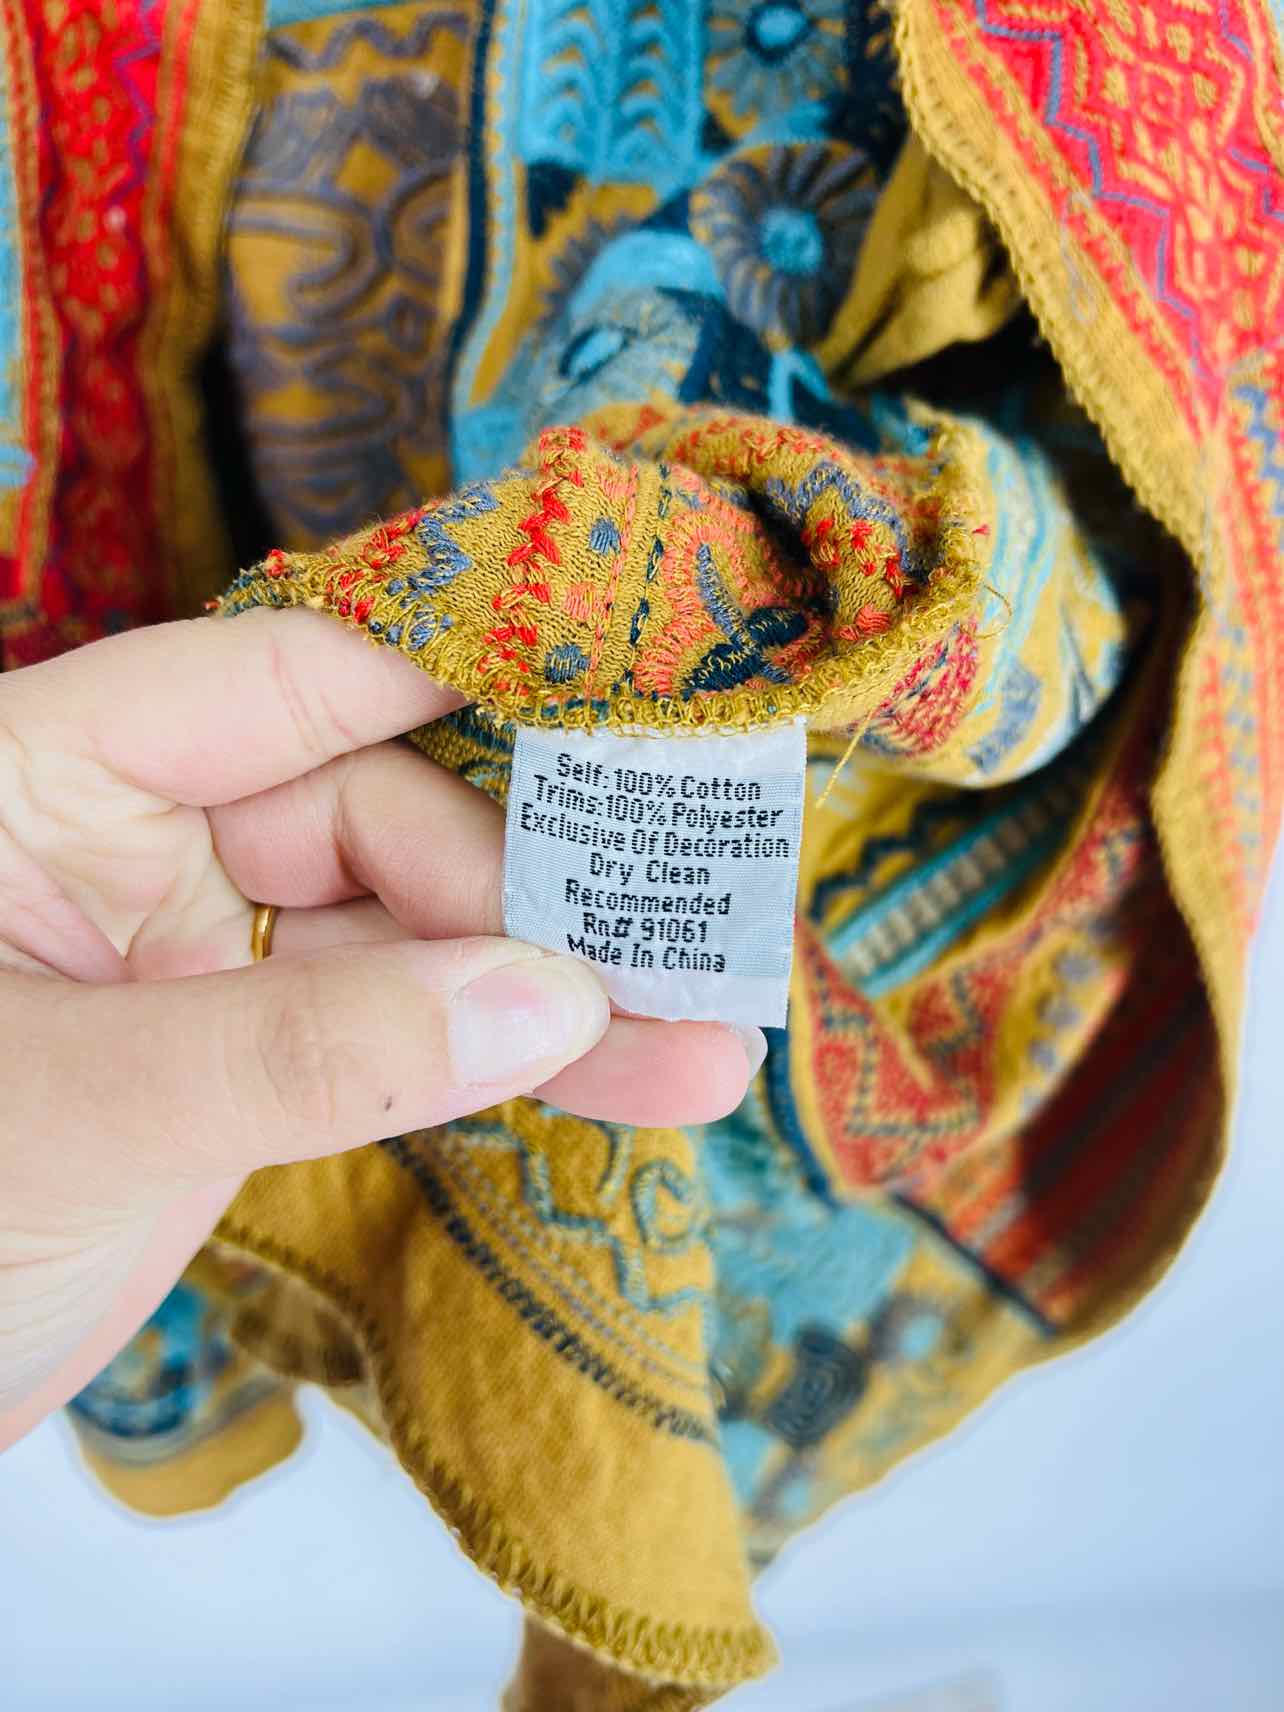 Self:100% Cotton
Trims:100% Polyester
Exclusive Of Decoration
Dry Clean
Recommended
Rn# 91061
Made In China